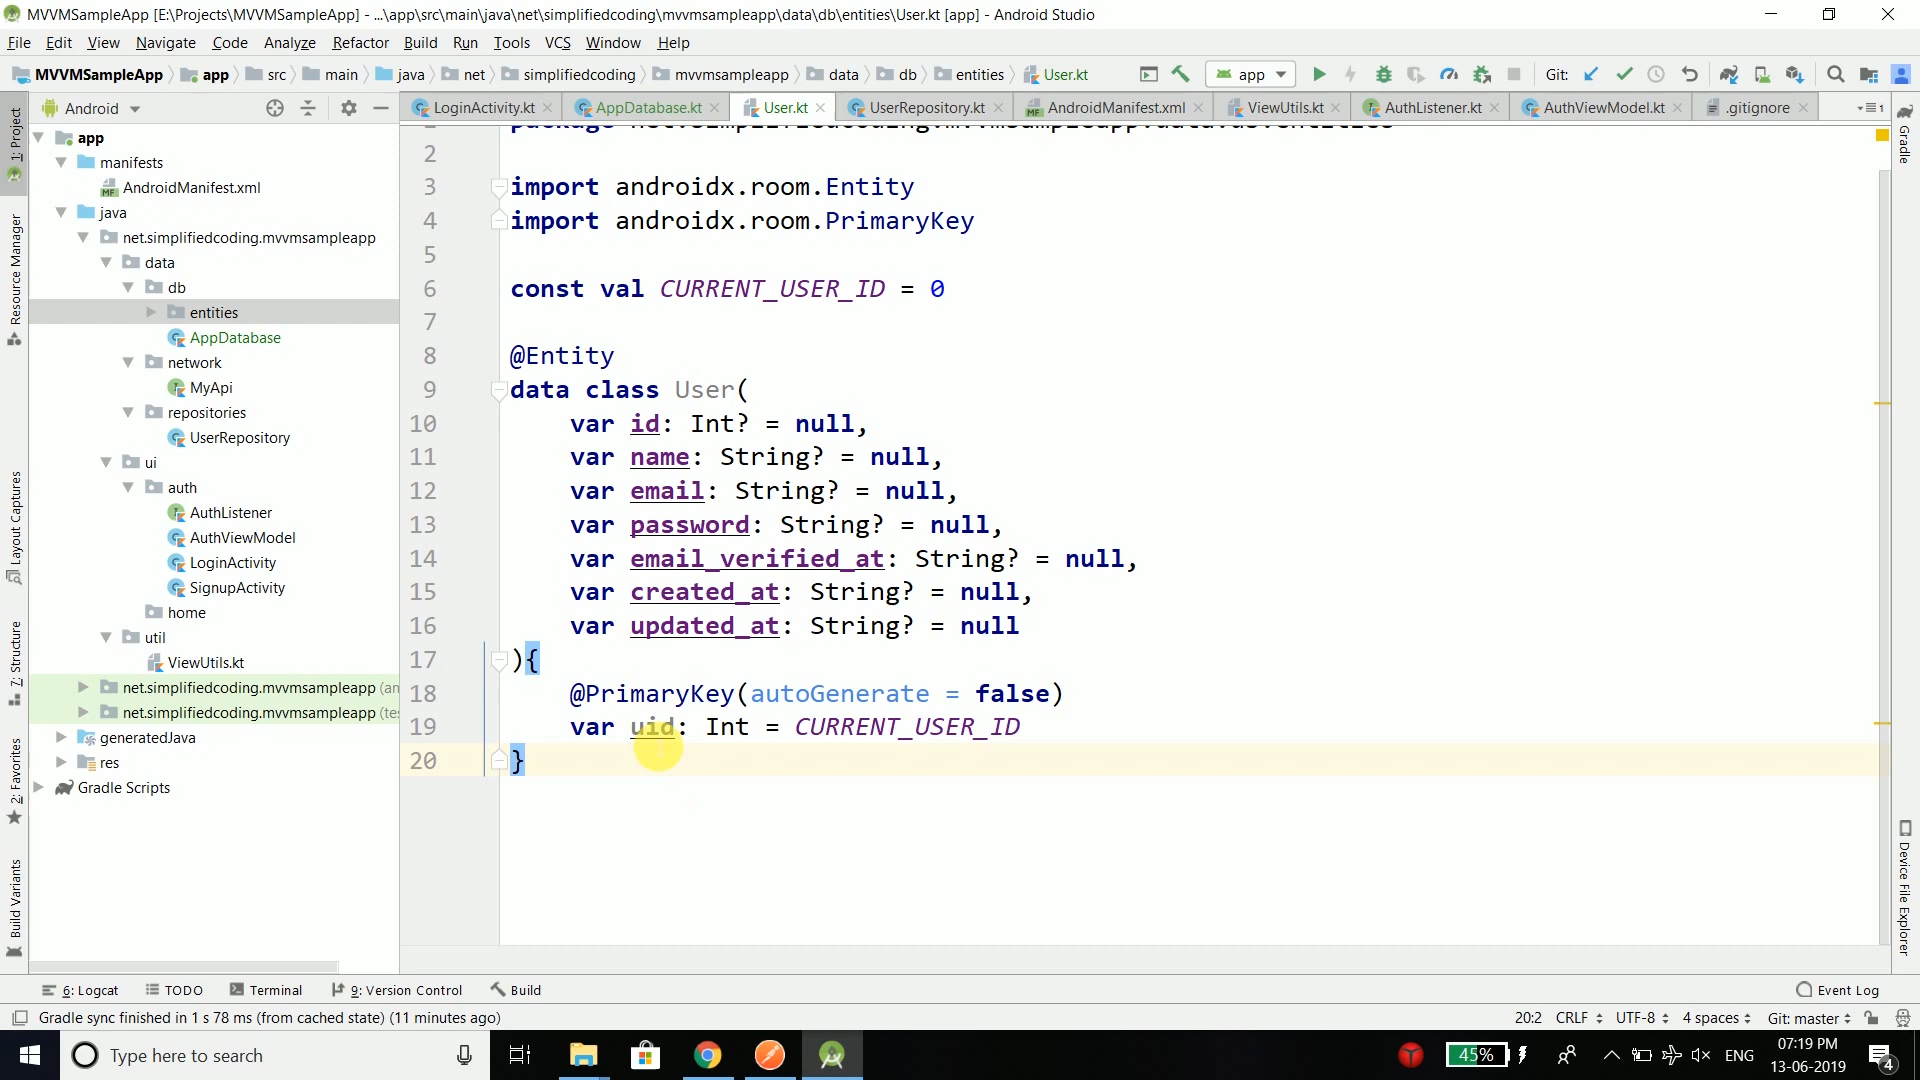 MVVMSampleApp [E:\Projects\MVVMSampleApp] - ...\app\src\main\java\net\simplifiedcoding\mvvmsampleapp\data\db\entities\User.kt [app] - Android Studio
File Edit View Navigate Code Analyze Refactor Build Run Tools VCS Window Help
MVVMSampleApp app src main java net simplifiedcoding mvvmsampleapp data db entities User.kt app Git:
Android LoginActivity.kt AppDatabase.kt User.kt UserRepository.kt AndroidManifest.xml ViewUtils.kt AuthListener.kt AuthViewModel.kt .gitignore
1: Project
Resource Manager
Layout Captures
7: Structure
2: Favorites
Build Variants
app
manifests
AndroidManifest.xml
java
net.simplifiedcoding.mvvmsampleapp
data
db
entities
AppDatabase
network
MyApi
repositories
UserRepository
ui
auth
AuthListener
AuthViewModel
LoginActivity
SignupActivity
home
util
ViewUtils.kt
net.simplifiedcoding.mvvmsampleapp (an
net.simplifiedcoding.mvvmsampleapp (tes
generatedJava
res
Gradle Scripts
package net.simplifiedcoding.mvvmsampleapp.data.db.entities
2
3 import androidx.room.Entity
4 import androidx.room.PrimaryKey
5
6 const val CURRENT_USER_ID = 0
7
8 @Entity
9 data class User(
10 var id: Int? = null,
11 var name: String? = null,
12 var email: String? = null,
13 var password: String? = null,
14 var email_verified_at: String? = null,
15 var created_at: String? = null,
16 var updated_at: String? = null
17 ){
18 @PrimaryKey(autoGenerate = false)
19 var uid: Int = CURRENT_USER_ID
20 }
Gradle
Device File Explorer
6: Logcat TODO Terminal 9: Version Control Build Event Log
Gradle sync finished in 1 s 78 ms (from cached state) (11 minutes ago) 20:2 CRLF UTF-8 4 spaces Git: master
Type here to search 45% ENG 07:19 PM
13-06-2019 4